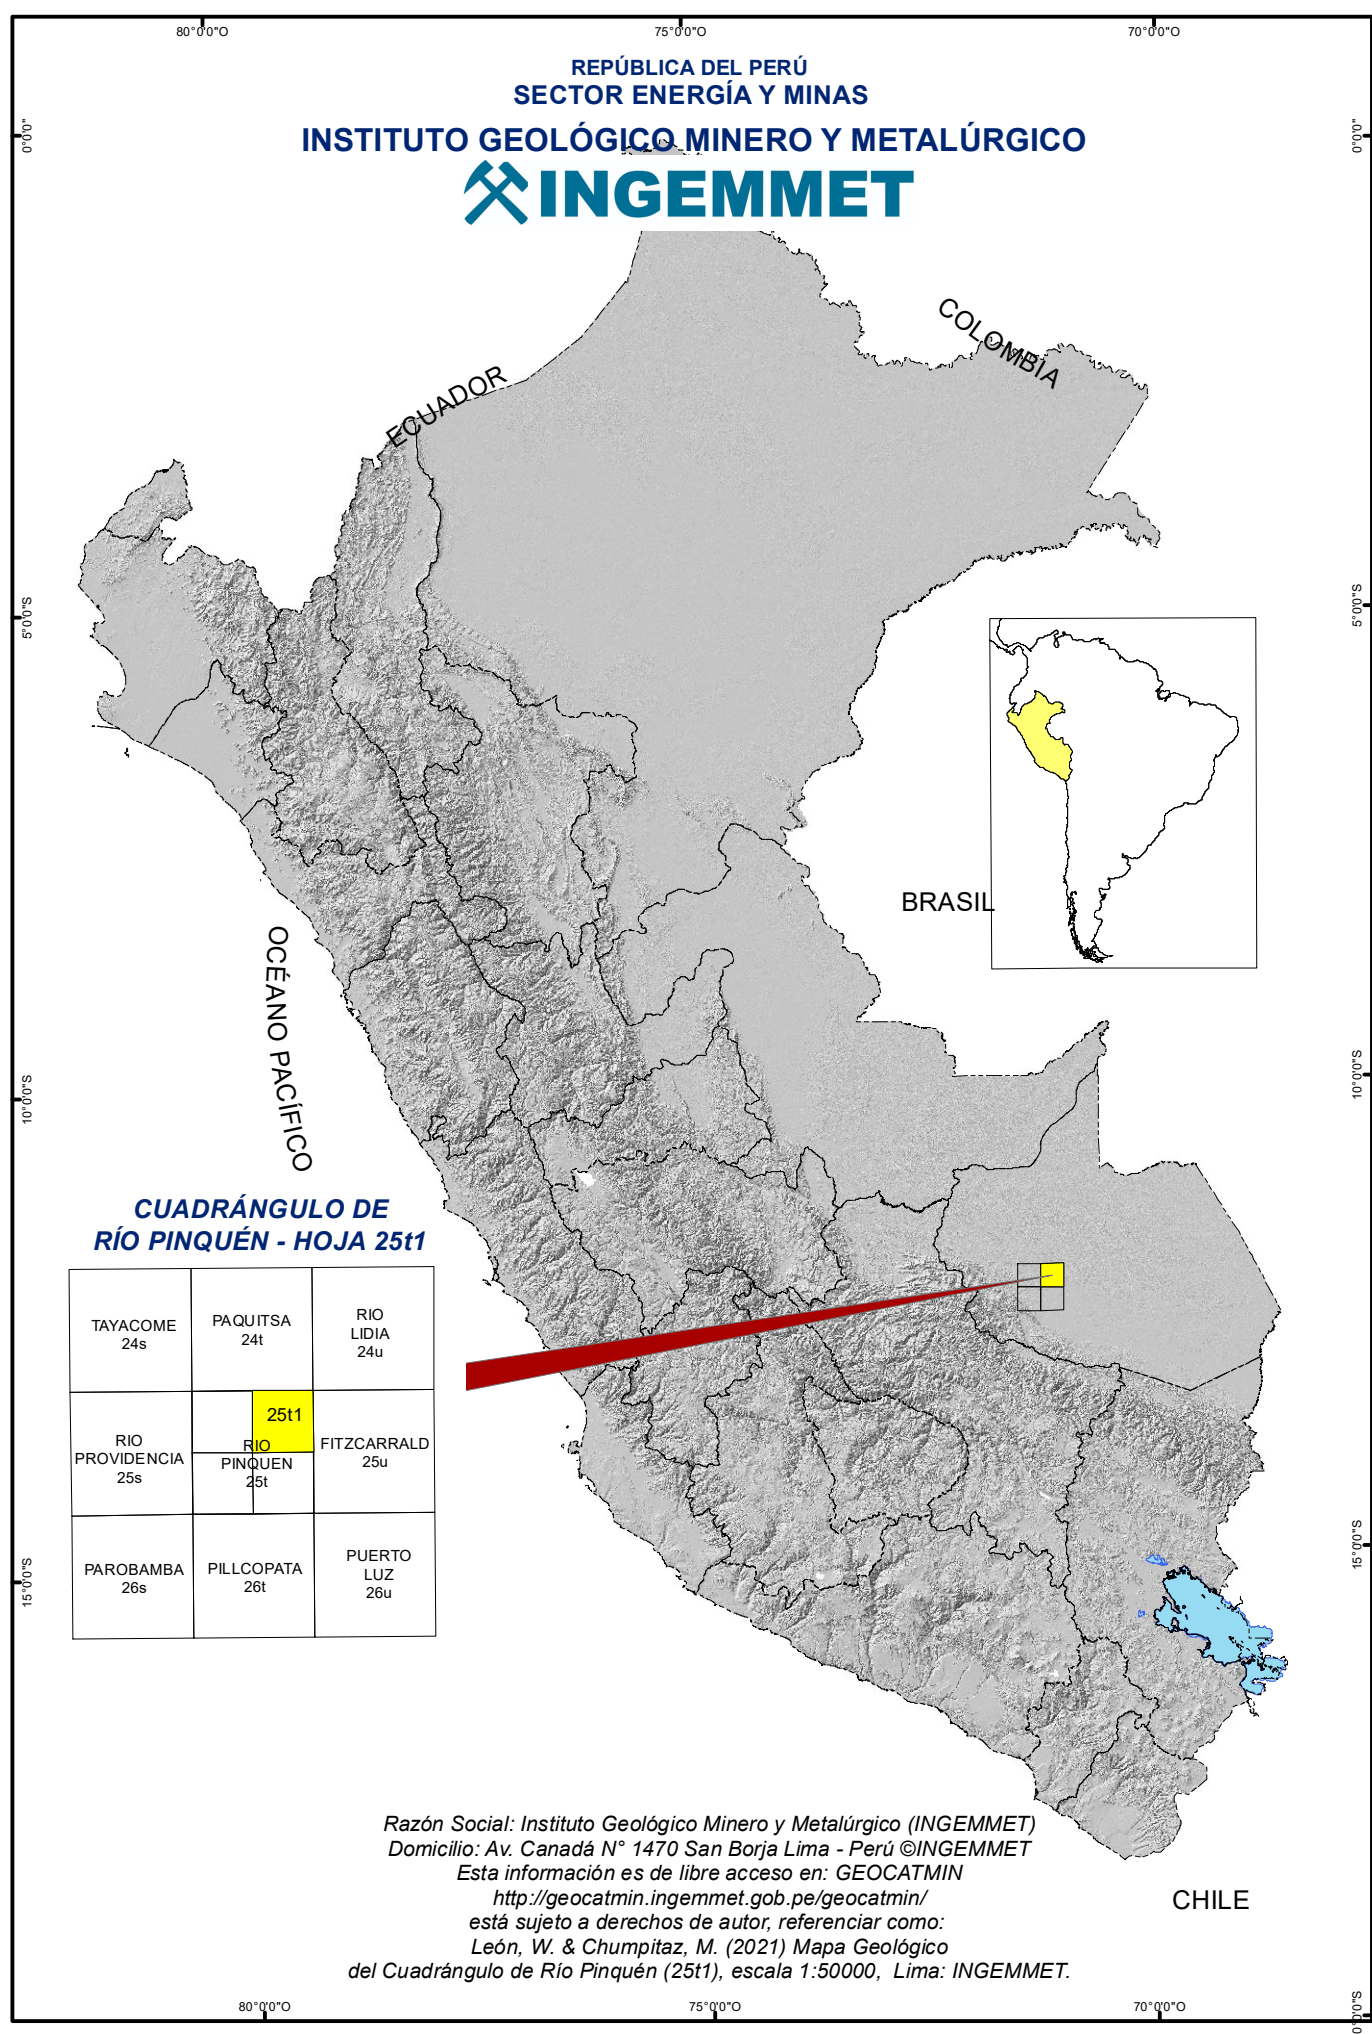 80°0'0"O
75°0'0"O
70°0'0"O
REPÚBLICA DEL PERÚ
SECTOR ENERGÍA Y MINAS
INSTITUTO GEOLÓGICO MINERO Y METALÚRGICO
INGEMMET
0°0'0"
0°0'0"
COLOMBIA
ECUADOR
5°0'0"S
5°0'0"S
BRASIL
OCÉANO PACÍFICO
10°0'0"S
10°0'0"S
CUADRÁNGULO DE
RÍO PINQUÉN - HOJA 25t1
TAYACOME
24s
PAQUITSA
24t
RIO
LIDIA
24u
RIO
PROVIDENCIA
25s
25t1
RIO
PINQUEN
25t
FITZCARRALD
25u
PAROBAMBA
26s
PILLCOPATA
26t
PUERTO
LUZ
26u
15°0'0"S
15°0'0"S
Razón Social: Instituto Geológico Minero y Metalúrgico (INGEMMET)
Domicilio: Av. Canadá N° 1470 San Borja Lima - Perú ©INGEMMET
Esta información es de libre acceso en: GEOCATMIN
http://geocatmin.ingemmet.gob.pe/geocatmin/
está sujeto a derechos de autor, referenciar como:
León, W. & Chumpitaz, M. (2021) Mapa Geológico
del Cuadrángulo de Río Pinquén (25t1), escala 1:50000, Lima: INGEMMET.
CHILE
80°0'0"O
75°0'0"O
70°0'0"O